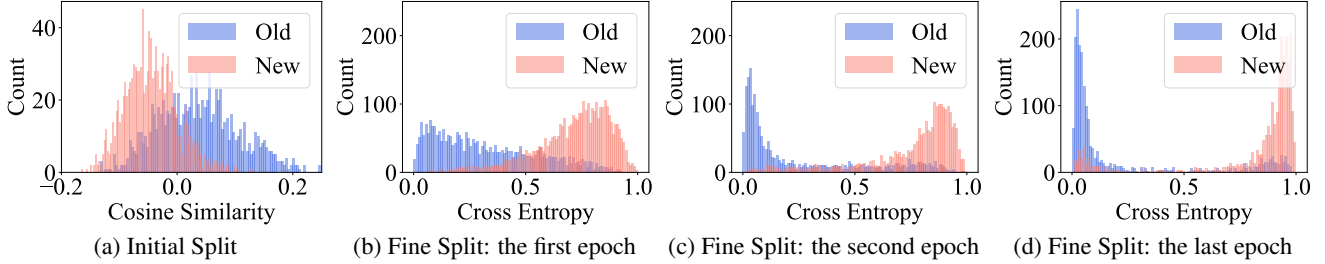 Count
40
20
0
−0.2
0.0
0.2
Cosine Similarity
Old
New
(a) Initial Split
Count
200
100
0
0.0
0.5
1.0
Cross Entropy
Old
New
(b) Fine Split: the first epoch
Count
200
100
0
0.0
0.5
1.0
Cross Entropy
Old
New
(c) Fine Split: the second epoch
Count
200
100
0
0.0
0.5
1.0
Cross Entropy
Old
New
(d) Fine Split: the last epoch